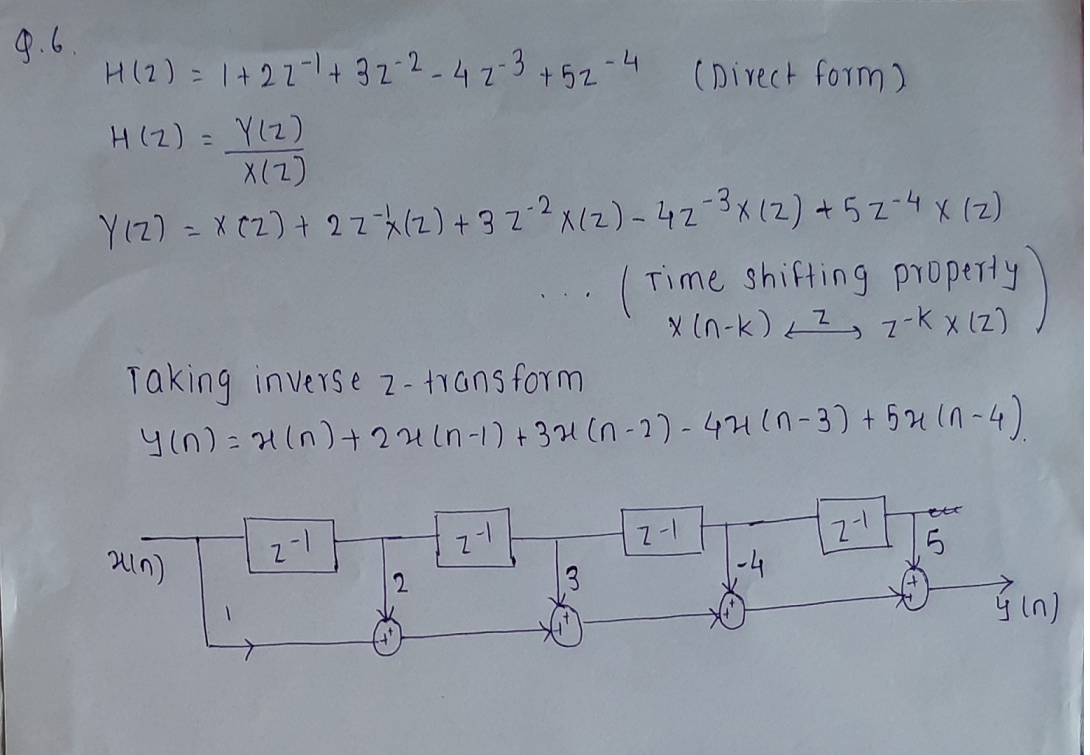 Q.6.
H(z) = 1 + 2z⁻¹ + 3z⁻² - 4z⁻³ + 5z⁻⁴ (Direct form)
H(z) = Y(z)
X(z)
Y(z) = X(z) + 2z⁻¹X(z) + 3z⁻²X(z) - 4z⁻³X(z) + 5z⁻⁴X(z)
... (Time shifting property
x(n-k) ←z→ z⁻ᵏ X(z))
Taking inverse z-transform
y(n) = x(n) + 2x(n-1) + 3x(n-2) - 4x(n-3) + 5x(n-4).
x(n) z⁻¹ z⁻¹ z⁻¹ z⁻¹
1 2 3 -4 5
+ + + + + + + + y(n)